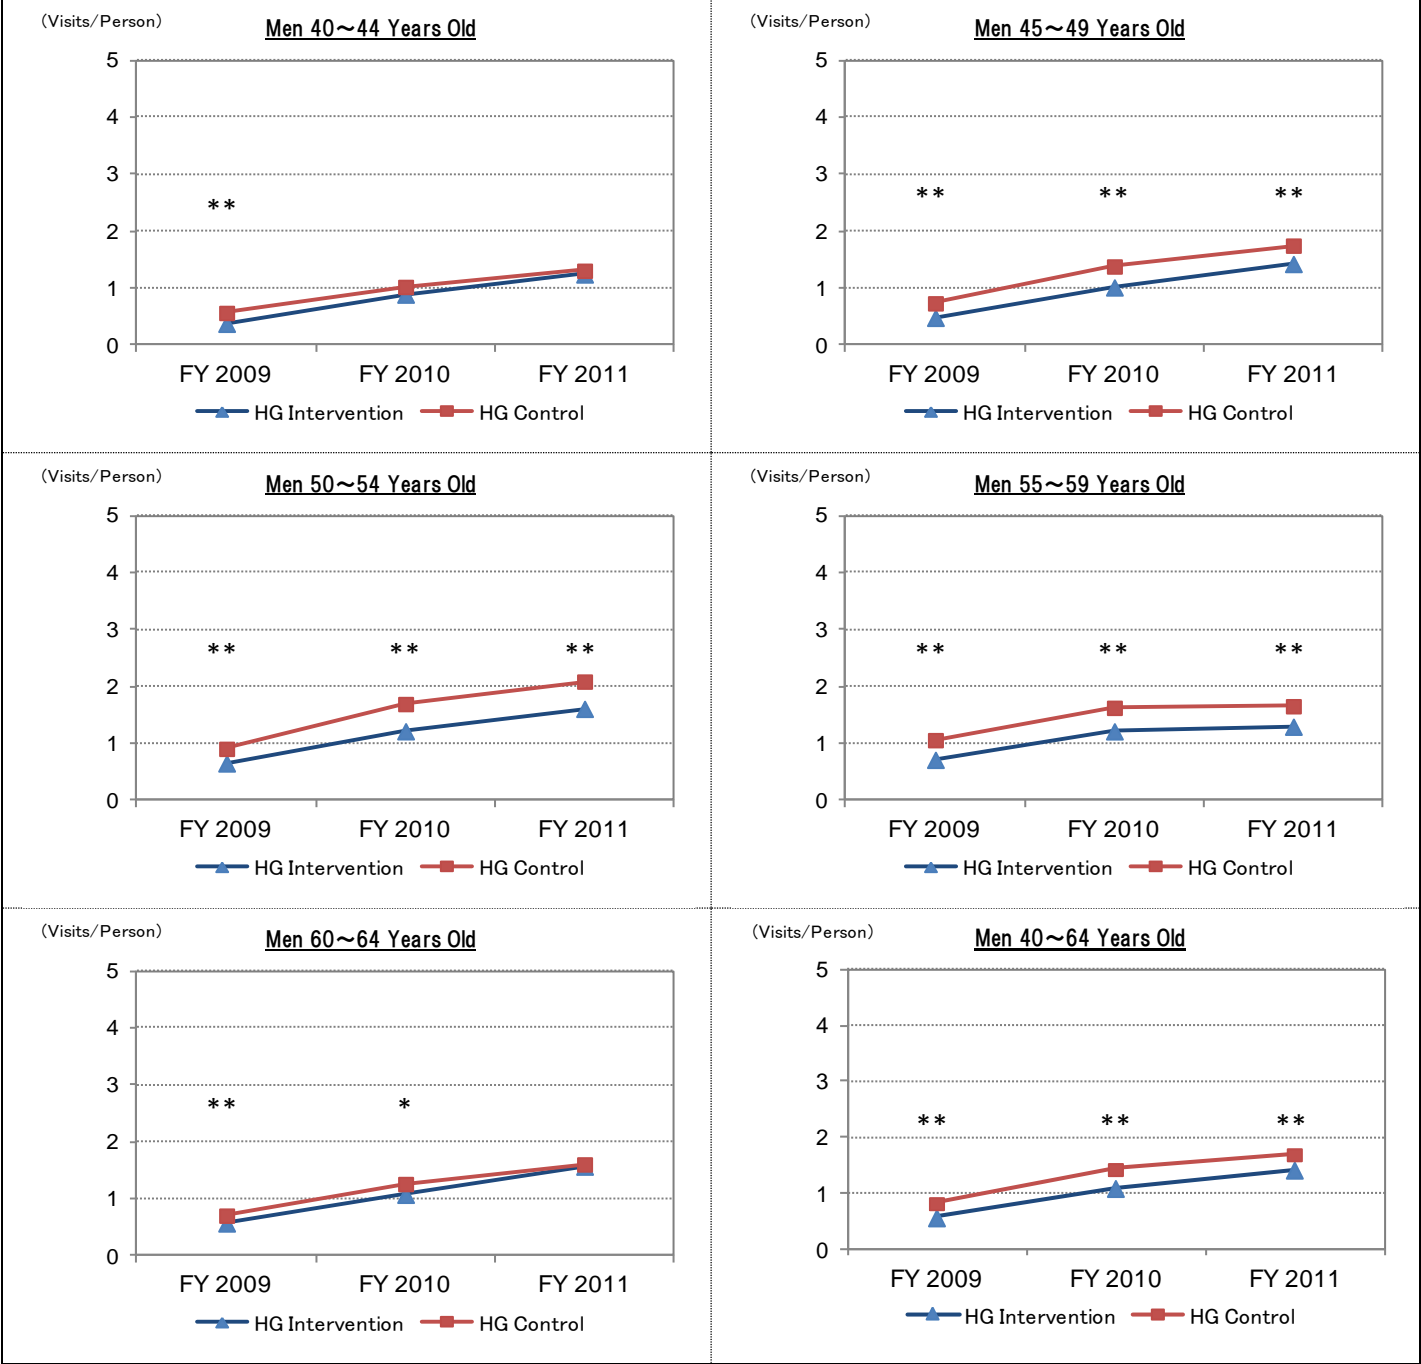 (Visits/Person)
Men 40～44 Years Old
5
4
3
2
1
0
**
FY 2009 FY 2010 FY 2011
HG Intervention HG Control
(Visits/Person)
Men 45～49 Years Old
5
4
3
2
1
0
** ** **
FY 2009 FY 2010 FY 2011
HG Intervention HG Control
(Visits/Person)
Men 50～54 Years Old
5
4
3
2
1
0
** ** **
FY 2009 FY 2010 FY 2011
HG Intervention HG Control
(Visits/Person)
Men 55～59 Years Old
5
4
3
2
1
0
** ** **
FY 2009 FY 2010 FY 2011
HG Intervention HG Control
(Visits/Person)
Men 60～64 Years Old
5
4
3
2
1
0
** *
FY 2009 FY 2010 FY 2011
HG Intervention HG Control
(Visits/Person)
Men 40～64 Years Old
5
4
3
2
1
0
** ** **
FY 2009 FY 2010 FY 2011
HG Intervention HG Control